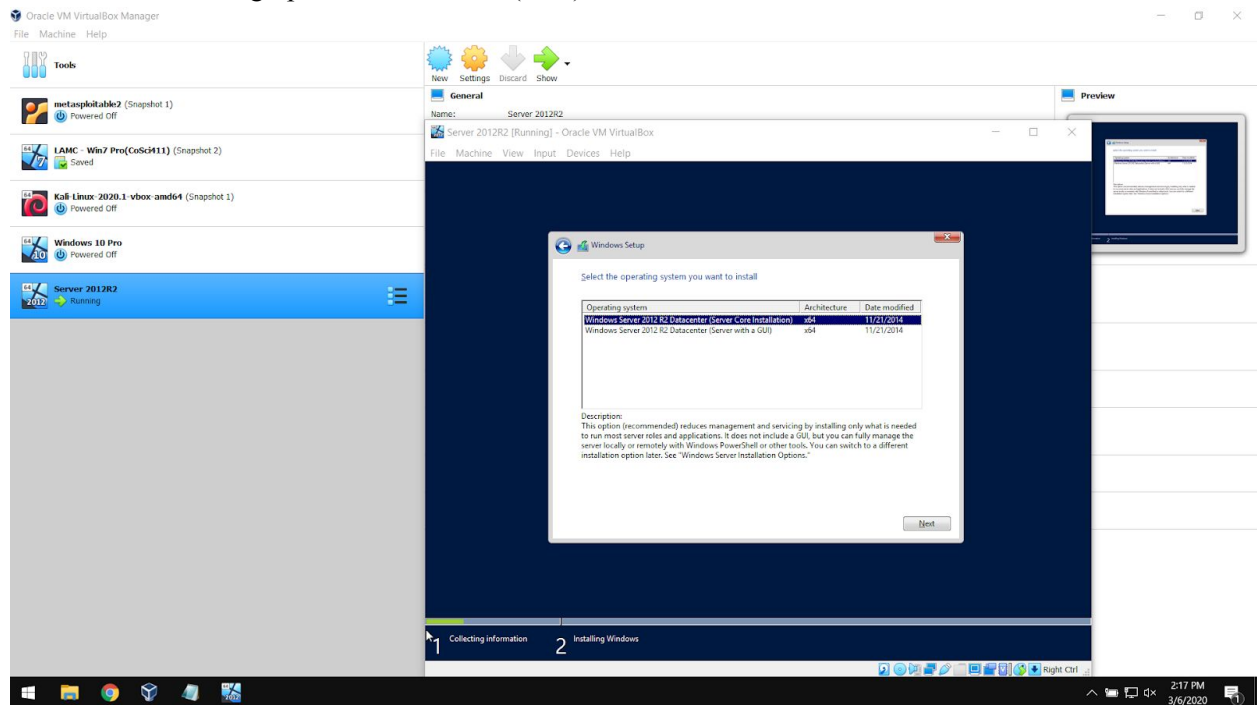 Oracle VM VirtualBox Manager
File Machine Help
Tools
New Settings Discard Show
metasploitable2 (Snapshot 1)
Powered Off
LAMC - Win7 Pro(CoSci411) (Snapshot 2)
Saved
Kali-Linux-2020.1-vbox-amd64 (Snapshot 1)
Powered Off
Windows 10 Pro
Powered Off
Server 2012R2
Running
General
Name: Server 2012R2
Preview
Server 2012R2 [Running] - Oracle VM VirtualBox
File Machine View Input Devices Help
Windows Setup
Select the operating system you want to install
Operating system Architecture Date modified
Windows Server 2012 R2 Datacenter (Server Core Installation) x64 11/21/2014
Windows Server 2012 R2 Datacenter (Server with a GUI) x64 11/21/2014
Description:
This option (recommended) reduces management and servicing by installing only what is needed
to run most server roles and applications. It does not include a GUI, but you can fully manage the
server locally or remotely with Windows PowerShell or other tools. You can switch to a different
installation option later. See "Windows Server Installation Options."
Next
1 Collecting information 2 Installing Windows
Right Ctrl
2:17 PM
3/6/2020